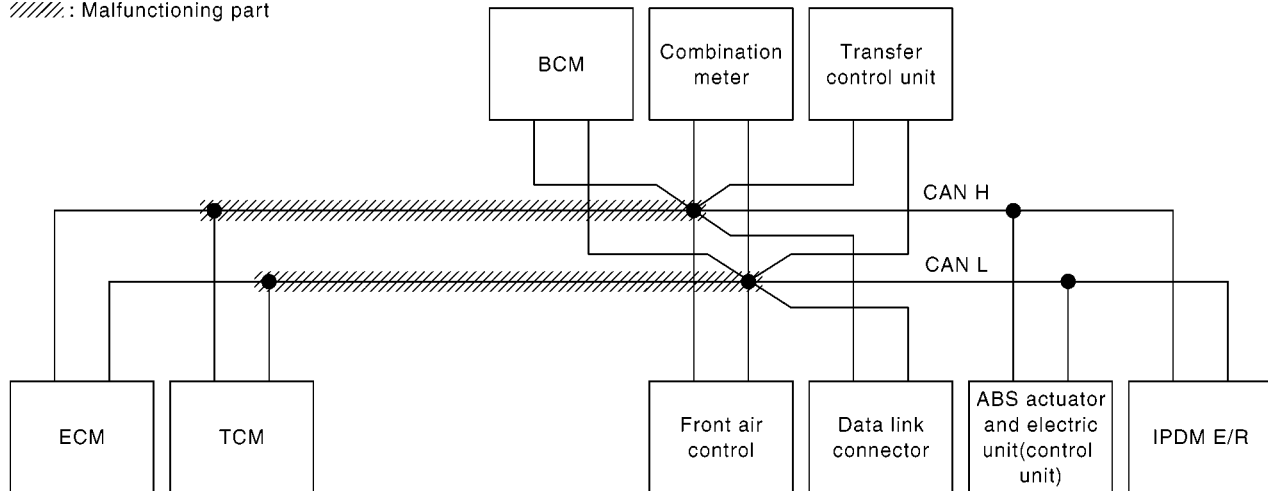 : Malfunctioning part
BCM
Combination
meter
Transfer
control unit
CAN H
CAN L
ECM
TCM
Front air
control
Data link
connector
ABS actuator
and electric
unit(control
unit)
IPDM E/R